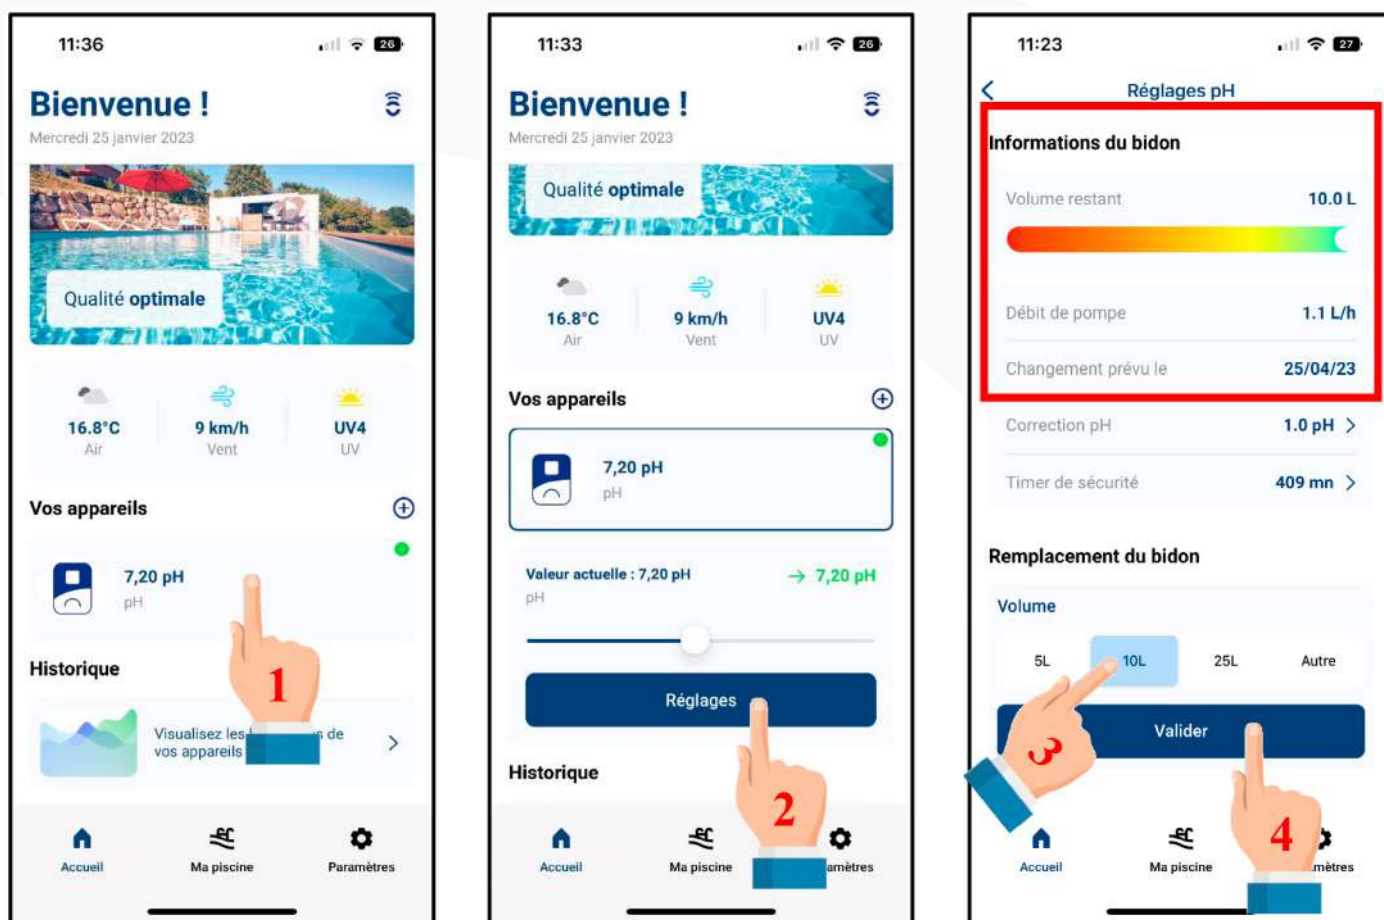 11:36
26
Bienvenue !
Mercredi 25 janvier 2023
Qualité optimale
16.8°C
9 km/h
UV4
Air
Vent
UV
Vos appareils
7,20 pH
pH
Historique
1
Visualisez les
de
vos appareils
Accueil
Ma piscine
Paramètres
11:33
26
Bienvenue !
Mercredi 25 janvier 2023
Qualité optimale
16.8°C
9 km/h
UV4
Air
Vent
UV
Vos appareils
7,20 pH
pH
Valeur actuelle : 7,20 pH
→ 7,20 pH
pH
Réglages
Historique
2
Accueil
Ma piscine
amètres
11:23
27
Réglages pH
Informations du bidon
Volume restant
10.0 L
Débit de pompe
1.1 L/h
Changement prévu le
25/04/23
Correction pH
1.0 pH >
Timer de sécurité
409 mn >
Remplacement du bidon
Volume
5L
10L
25L
Autre
Valider
3
4
Accueil
Ma piscine
mètres